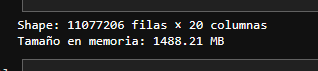 Shape: 11077206 filas x 20 columnas
Tamaño en memoria: 1488.21 MB